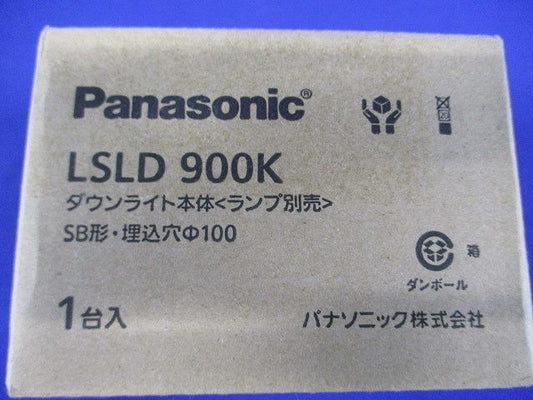 Panasonic®
LSLD 900K
ダウンライト本体<ランプ別売>
SB形・埋込穴Φ100
箱
ダンボール
1台入
パナソニック株式会社